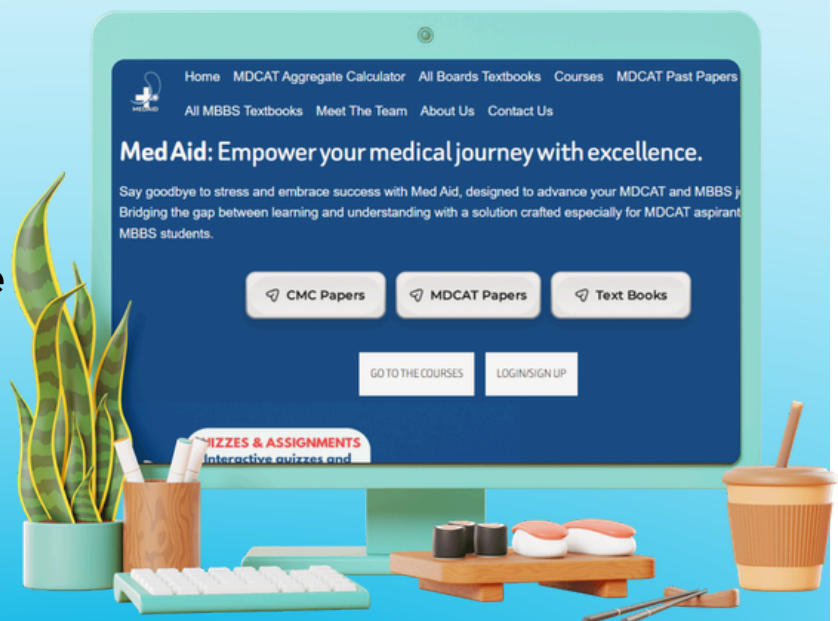 Home MDCAT Aggregate Calculator All Boards Textbooks Courses MDCAT Past Papers
MEDAID
All MBBS Textbooks Meet The Team About Us Contact Us
Med Aid: Empower your medical journey with excellence.
Say goodbye to stress and embrace success with Med Aid, designed to advance your MDCAT and MBBS j
Bridging the gap between learning and understanding with a solution crafted especially for MDCAT aspirant
MBBS students.
e
CMC Papers MDCAT Papers Text Books
GO TO THE COURSES LOGIN/SIGN UP
UIZZES & ASSIGNMENTS
Interactive quizzes and